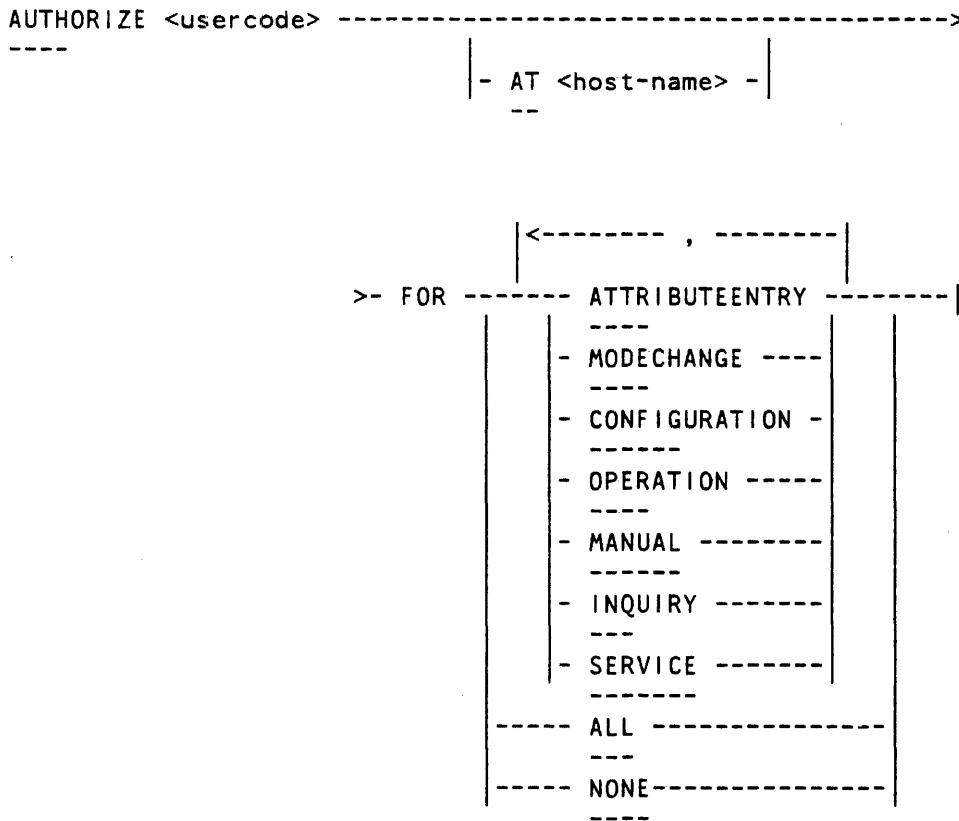 AUTHORIZE <usercode>
AT <host-name>
,
FOR ATTRIBUTEENTRY
MODECHANGE
CONFIGURATION
OPERATION
MANUAL
INQUIRY
SERVICE
ALL
NONE